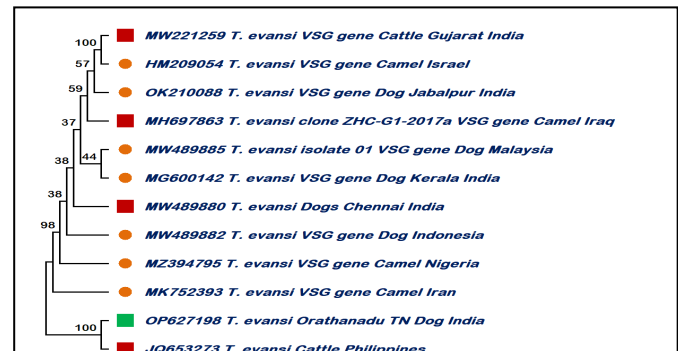 100
MW221259 T. evansi VSG gene Cattle Gujarat India
57
HM209054 T. evansi VSG gene Camel Israel
59
OK210088 T. evansi VSG gene Dog Jabalpur India
37
MH697863 T. evansi clone ZHC-G1-2017a VSG gene Camel Iraq
44
MW489885 T. evansi isolate 01 VSG gene Dog Malaysia
38
MG600142 T. evansi VSG gene Dog Kerala India
38
MW489880 T. evansi Dogs Chennai India
98
MW489882 T. evansi VSG gene Dog Indonesia
MZ394795 T. evansi VSG gene Camel Nigeria
MK752393 T. evansi VSG gene Camel Iran
OP627198 T. evansi Orathanadu TN Dog India
100
JQ653273 T. evansi Cattle Philippines